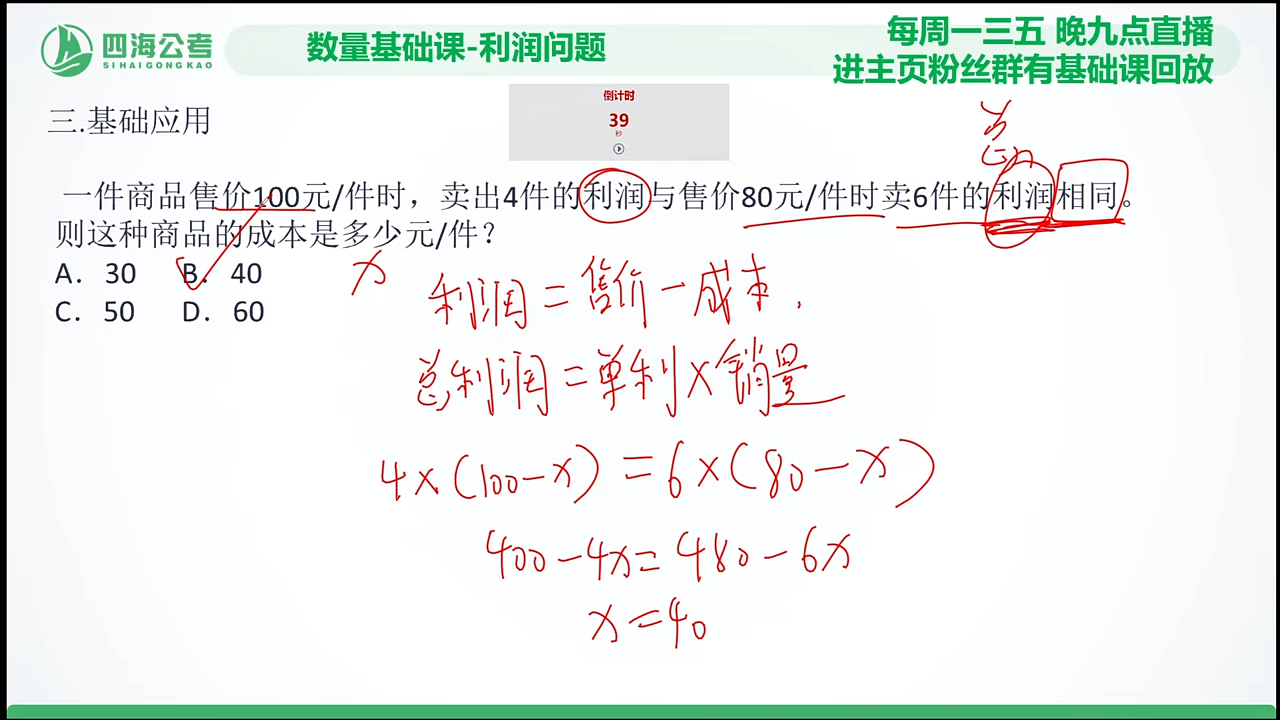 四海公考
SIHAIGONGKAO
数量基础课-利润问题
每周一三五 晚九点直播
进主页粉丝群有基础课回放
倒计时
39
秒
三.基础应用
总
一件商品售价100元/件时，卖出4件的利润与售价80元/件时卖6件的利润相同。
则这种商品的成本是多少元/件？
A． 30 B． 40
C． 50 D． 60
x
利润=售价-成本.
总利润=单利×销量
4×(100-x)=6×(80-x)
400-4x=480-6x
x=40